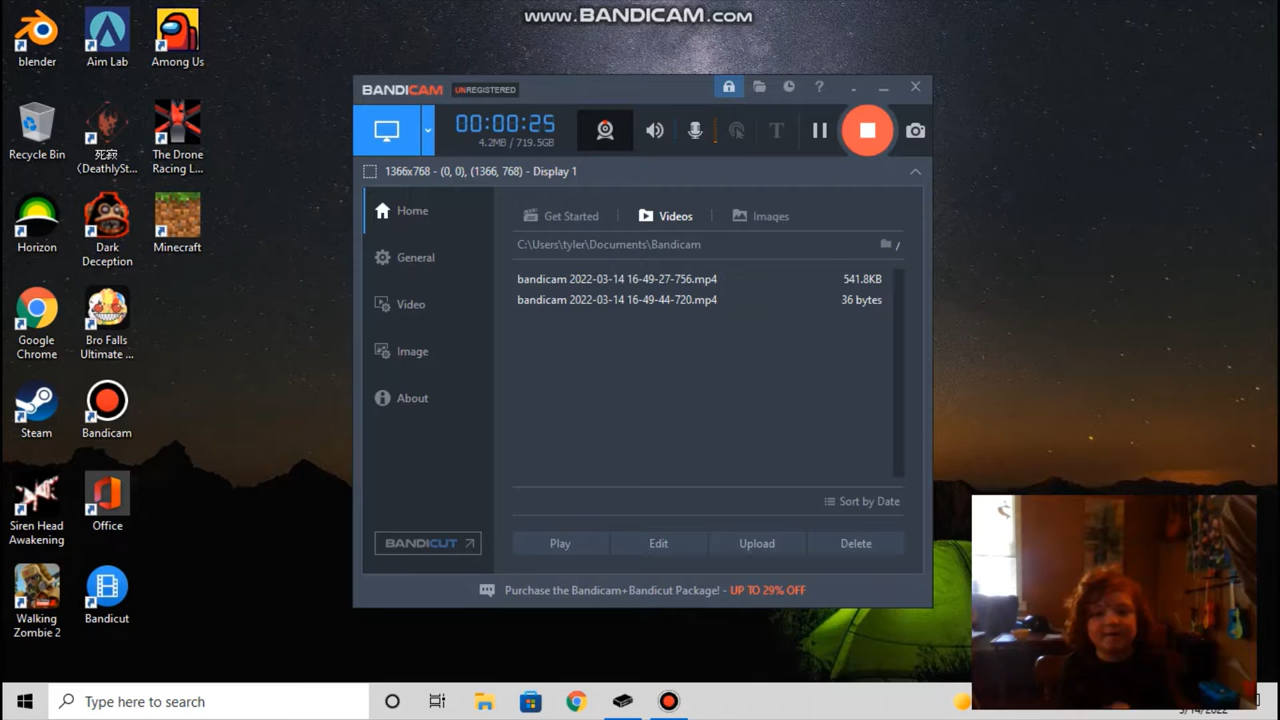 www.BANDICAM.com
blender
Aim Lab
Among Us
BANDICAM UNREGISTERED
00:00:25
4.2MB / 719.5GB
Recycle Bin
死寂
(DeathlySt...
The Drone
Racing L...
1366x768 - (0, 0), (1366, 768) - Display 1
Home
General
Video
Image
About
Get Started
Videos
Images
C:\Users\tyler\Documents\Bandicam
bandicam 2022-03-14 16-49-27-756.mp4 541.8KB
bandicam 2022-03-14 16-49-44-720.mp4 36 bytes
Horizon
Dark
Deception
Minecraft
Google
Chrome
Bro Falls
Ultimate ...
Steam
Bandicam
Sort by Date
Siren Head
Awakening
Office
BANDICUT
Play
Edit
Upload
Delete
Purchase the Bandicam+Bandicut Package! - UP TO 29% OFF
Walking
Zombie 2
Bandicut
Type here to search